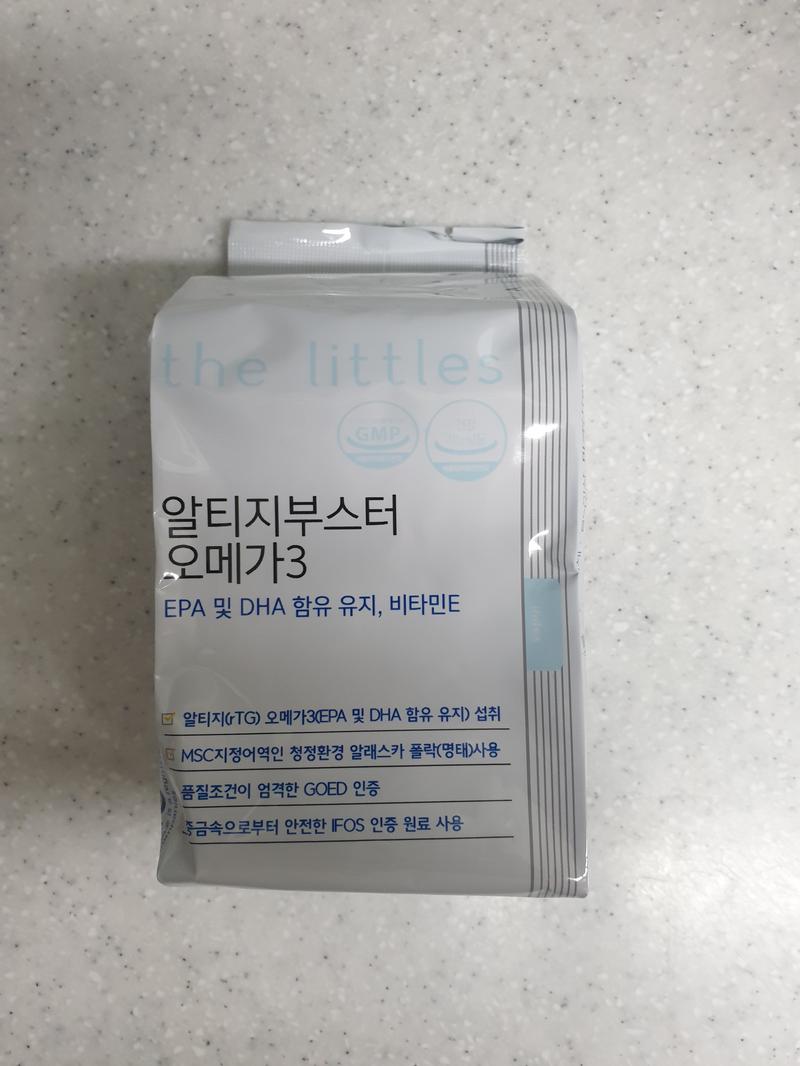 the littles
GMP
알티지부스터
오메가3
EPA 및 DHA 함유 유지, 비타민E
알티지(rTG) 오메가3(EPA 및 DHA 함유 유지) 섭취
MSC지정어역인 청정환경 알래스카 폴락(명태)사용
품질조건이 엄격한 GOED 인증
중금속으로부터 안전한 IFOS 인증 원료 사용